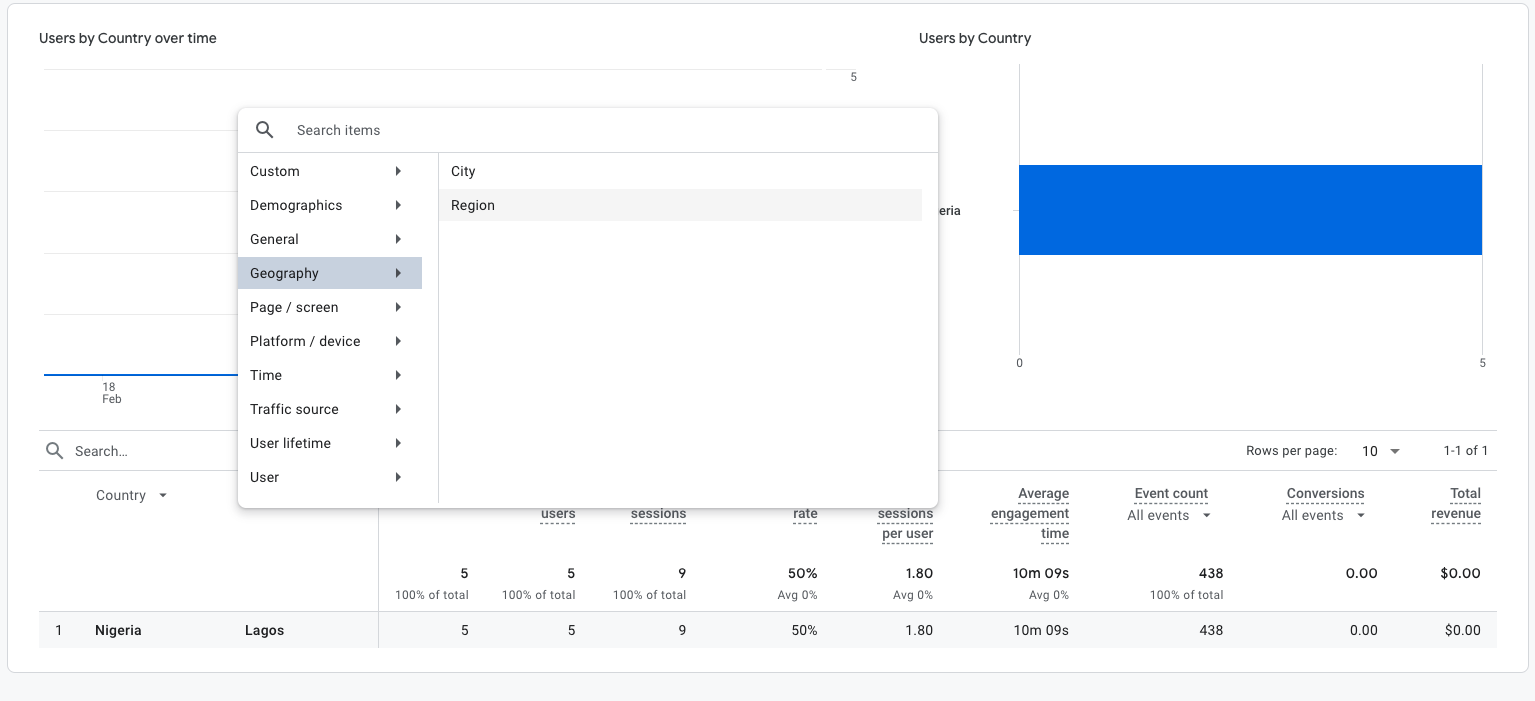 Users by Country over time
Users by Country
5
Search items
Custom
City
Demographics
Region
General
eria
Geography
Page / screen
Platform / device
0
5
Time
18
Feb
Traffic source
User lifetime
Search...
Rows per page:
10
1-1 of 1
User
Country
users
sessions
rate
sessions
per user
Average
engagement
time
Event count
All events
Conversions
All events
Total
revenue
5
5
9
50%
1.80
10m 09s
438
0.00
$0.00
100% of total
100% of total
100% of total
Avg 0%
Avg 0%
Avg 0%
100% of total
1
Nigeria
Lagos
5
5
9
50%
1.80
10m 09s
438
0.00
$0.00